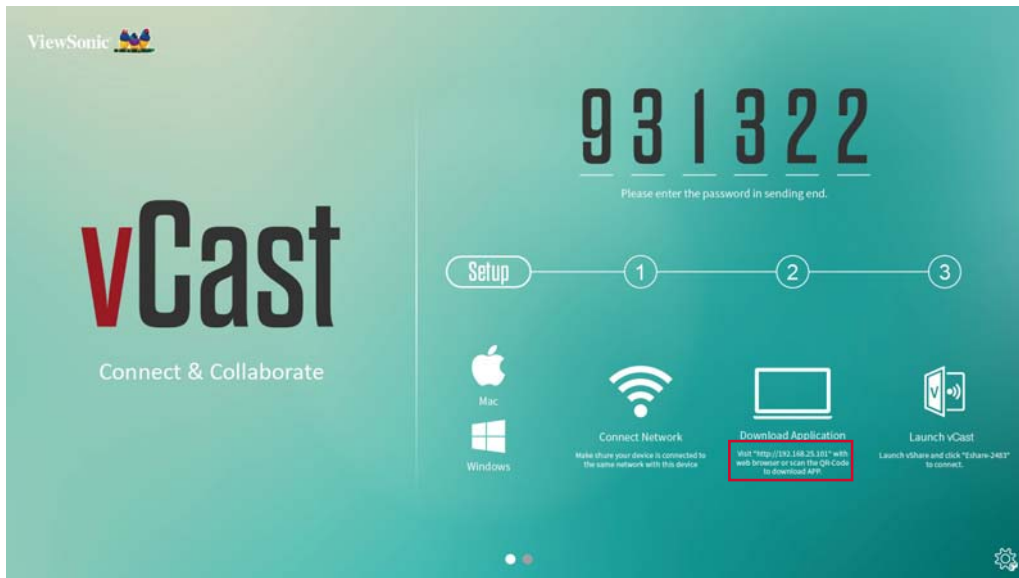 ViewSonic
931322
Please enter the password in sending end.
vCast
Connect & Collaborate
Setup
1
2
3
Mac
Windows
Connect Network
Make shure your device is connected to
the same network with this device
Download Application
Visit "http://192.168.25.101" with
web browser or scan the QR-Code
to download APP.
Launch vCast
Launch vShare and click "Eshare-2483"
to connect.
V